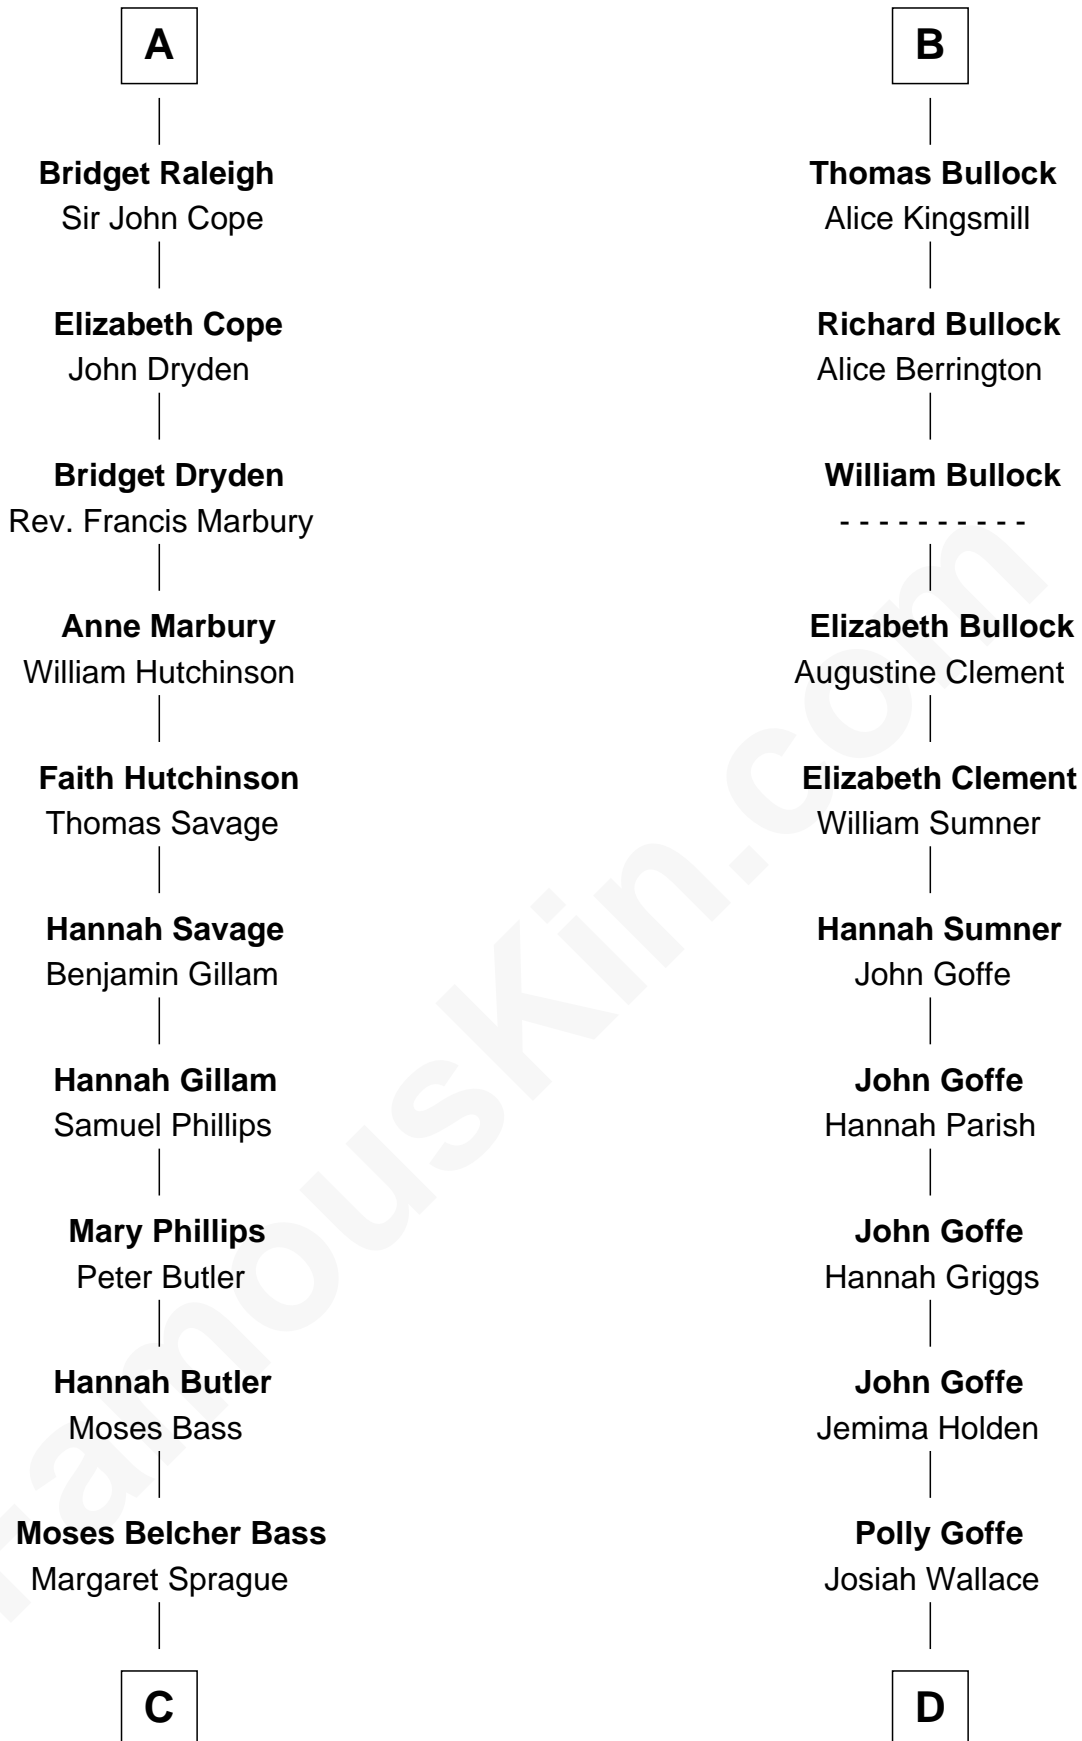 A
Bridget Raleigh
Sir John Cope
Elizabeth Cope
John Dryden
Bridget Dryden
Rev. Francis Marbury
Anne Marbury
William Hutchinson
Faith Hutchinson
Thomas Savage
Hannah Savage
Benjamin Gillam
Hannah Gillam
Samuel Phillips
Mary Phillips
Peter Butler
Hannah Butler
Moses Bass
Moses Belcher Bass
Margaret Sprague
C
B
Thomas Bullock
Alice Kingsmill
Richard Bullock
Alice Berrington
William Bullock
- - - - - - - - - -
Elizabeth Bullock
Augustine Clement
Elizabeth Clement
William Sumner
Hannah Sumner
John Goffe
John Goffe
Hannah Parish
John Goffe
Hannah Griggs
John Goffe
Jemima Holden
Polly Goffe
Josiah Wallace
D
FamousKin.com